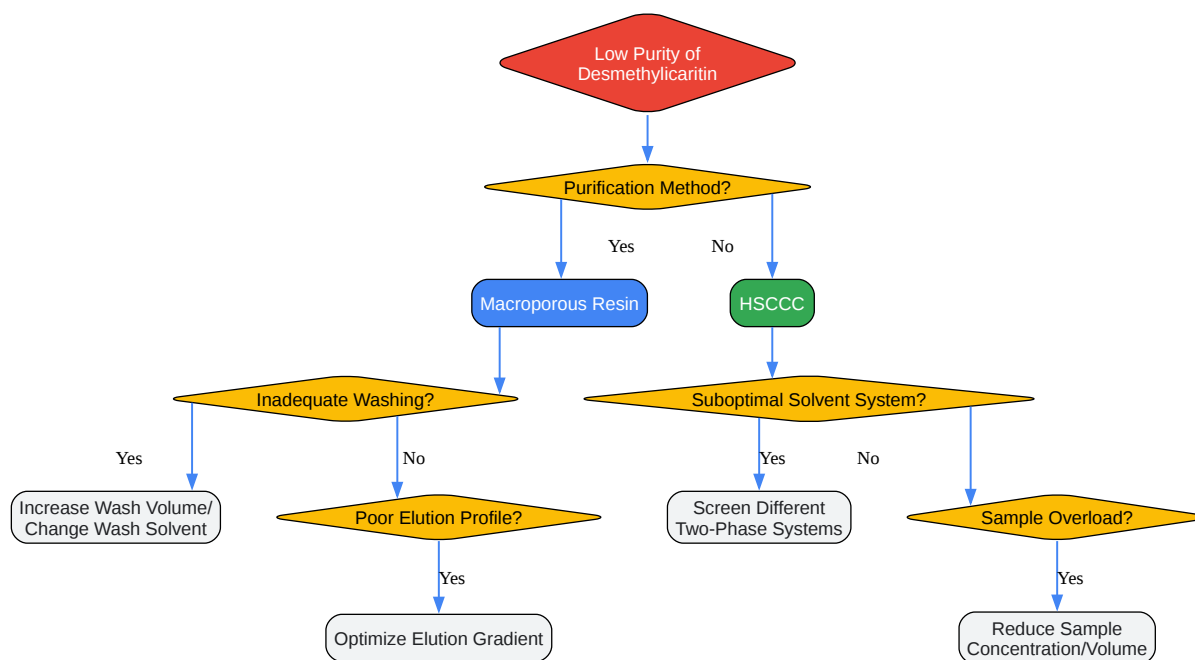 Low Purity of
Desmethylicaritin
Purification Method?
Yes
No
Macroporous Resin
HSCCC
Inadequate Washing?
Suboptimal Solvent System?
Yes
No
Yes
No
Increase Wash Volume/
Change Wash Solvent
Poor Elution Profile?
Screen Different
Two-Phase Systems
Sample Overload?
Yes
Yes
Optimize Elution Gradient
Reduce Sample
Concentration/Volume